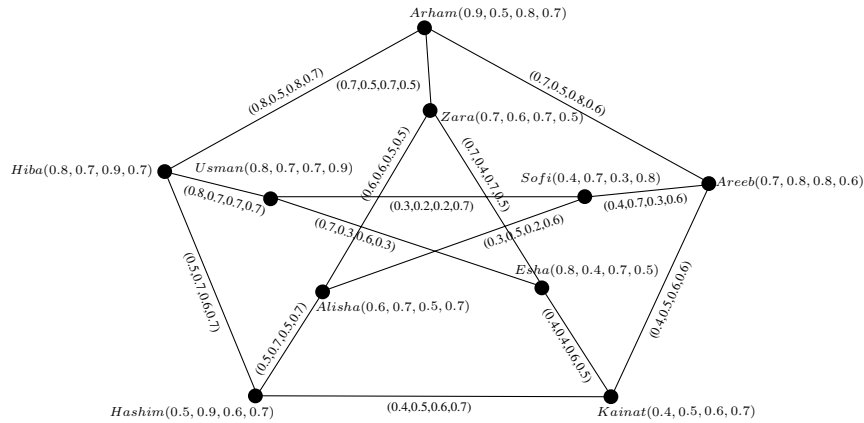 Arham(0.9, 0.5, 0.8, 0.7)
(0.8,0.5,0.8,0.7)
(0.7,0.5,0.7,0.5)
(0.7,0.5,0.8,0.6)
Zara(0.7, 0.6, 0.7, 0.5)
Hiba(0.8, 0.7, 0.9, 0.7)
Usman(0.8, 0.7, 0.7, 0.9)
(0.6,0.6,0.5,0.5)
(0.7,0.4,0.7,0.5)
Sofi(0.4, 0.7, 0.3, 0.8)
Areeb(0.7, 0.8, 0.8, 0.6)
(0.8,0.7,0.7,0.7)
(0.3,0.2,0.2,0.7)
(0.4,0.7,0.3,0.6)
(0.7,0.3,0.6,0.3)
(0.3,0.5,0.2,0.6)
(0.5,0.7,0.6,0.7)
Esha(0.8, 0.4, 0.7, 0.5)
(0.4,0.5,0.6,0.6)
Alisha(0.6, 0.7, 0.5, 0.7)
(0.5,0.7,0.5,0.7)
(0.4,0.4,0.6,0.5)
Hashim(0.5, 0.9, 0.6, 0.7)
(0.4,0.5,0.6,0.7)
Kainat(0.4, 0.5, 0.6, 0.7)